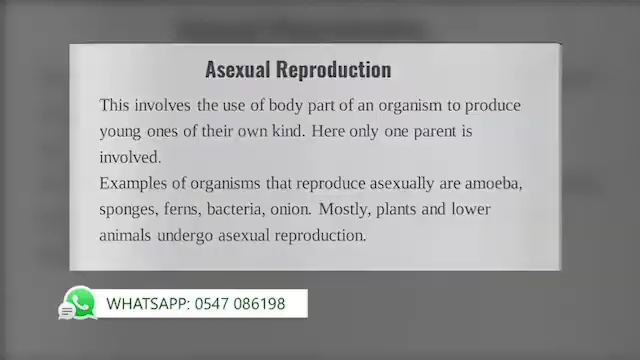 Asexual Reproduction
This involves the use of body part of an organism to produce
young ones of their own kind. Here only one parent is
involved.
Examples of organisms that reproduce asexually are amoeba,
sponges, ferns, bacteria, onion. Mostly, plants and lower
animals undergo asexual reproduction.
WHATSAPP: 0547 086198